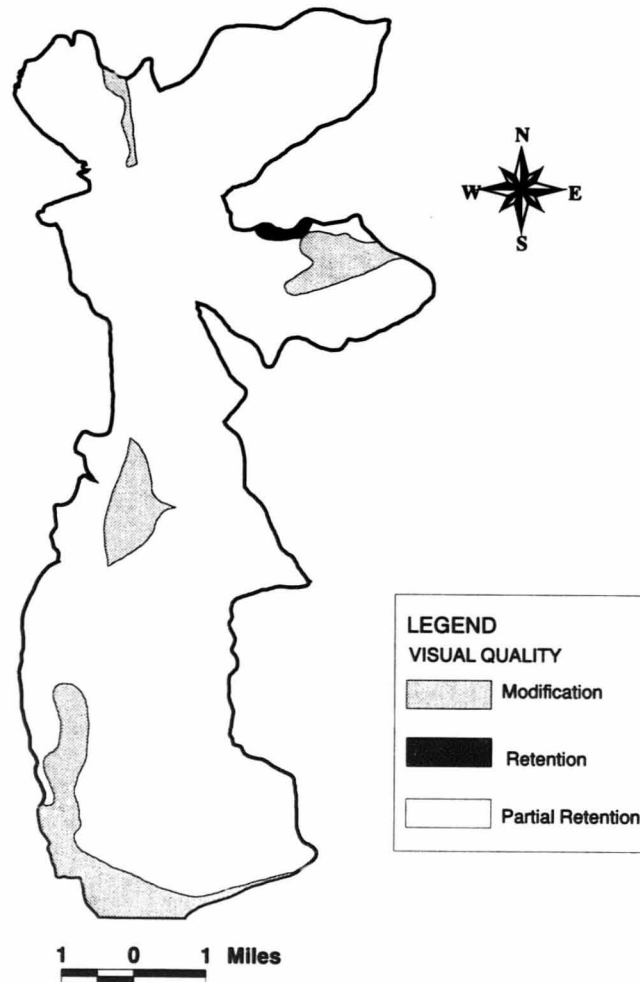 N
W E
S
LEGEND
VISUAL QUALITY
Modification
Retention
Partial Retention
1 0 1 Miles